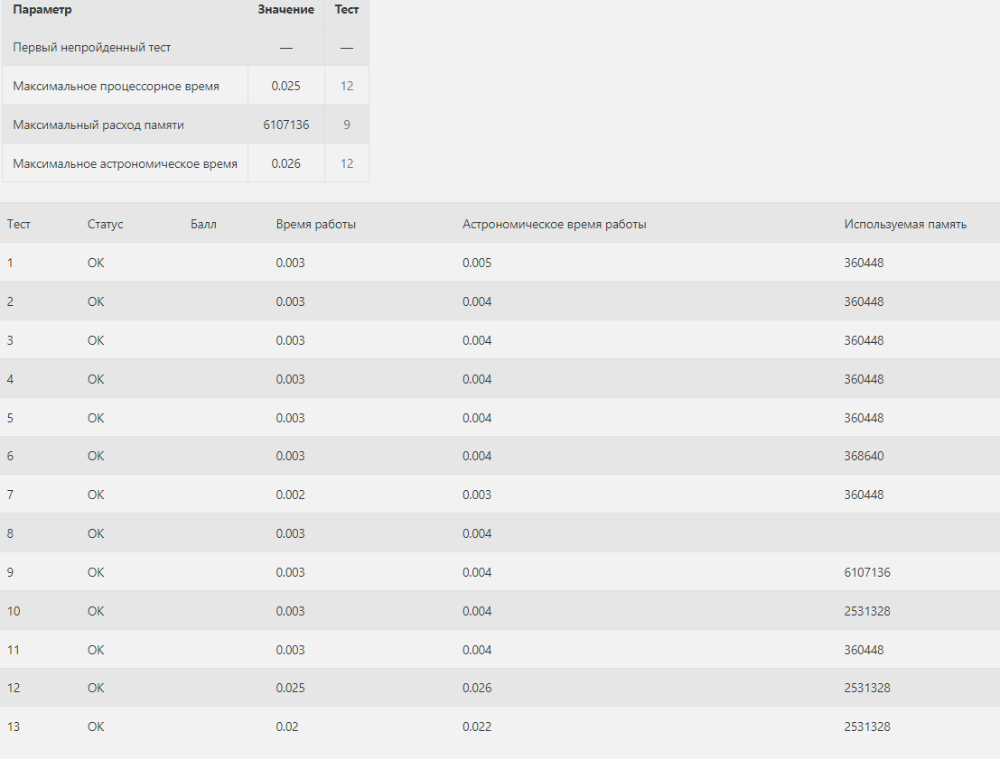 Параметр Значение Тест
Первый непройденный тест — —
Максимальное процессорное время 0.025 12
Максимальный расход памяти 6107136 9
Максимальное астрономическое время 0.026 12
Тест Статус Балл Время работы Астрономическое время работы Используемая память
1 OK 0.003 0.005 360448
2 OK 0.003 0.004 360448
3 OK 0.003 0.004 360448
4 OK 0.003 0.004 360448
5 OK 0.003 0.004 360448
6 OK 0.003 0.004 368640
7 OK 0.002 0.003 360448
8 OK 0.003 0.004
9 OK 0.003 0.004 6107136
10 OK 0.003 0.004 2531328
11 OK 0.003 0.004 360448
12 OK 0.025 0.026 2531328
13 OK 0.02 0.022 2531328